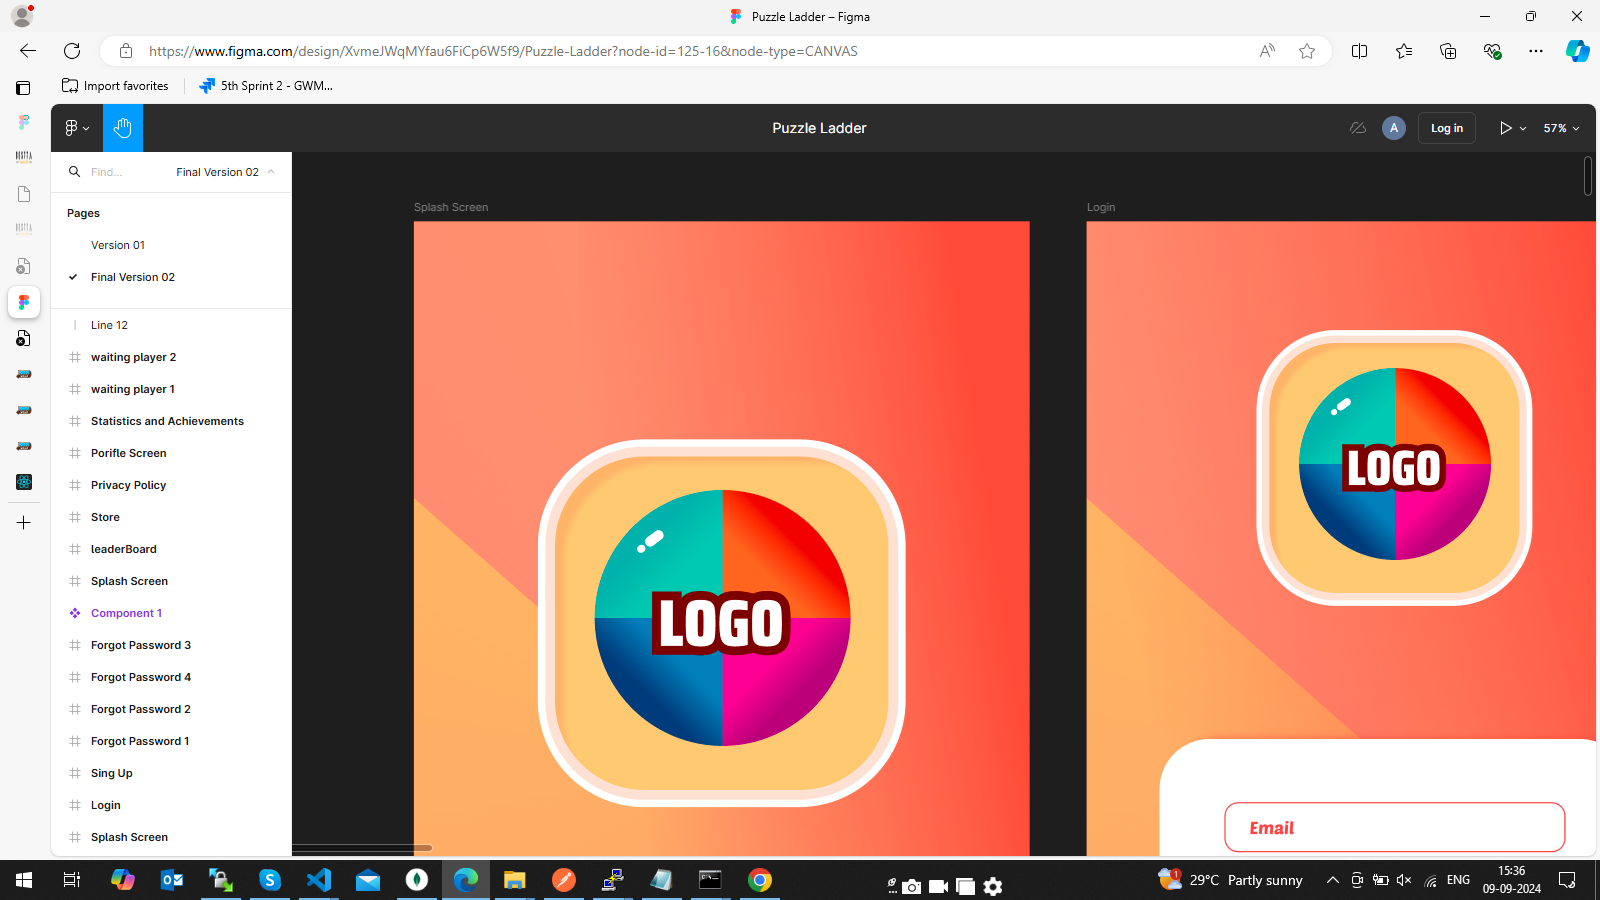 Puzzle Ladder – Figma
https://www.figma.com/design/XvmeJWqMYfau6FiCp6W5f9/Puzzle-Ladder?node-id=125-16&node-type=CANVAS
Import favorites
5th Sprint 2 - GWM...
Puzzle Ladder
A
Log in
57%
Find...
Final Version 02
Pages
Version 01
Final Version 02
Line 12
waiting player 2
waiting player 1
Statistics and Achievements
Porifle Screen
Privacy Policy
Store
leaderBoard
Splash Screen
Component 1
Forgot Password 3
Forgot Password 4
Forgot Password 2
Forgot Password 1
Sing Up
Login
Splash Screen
Splash Screen
LOGO
Login
LOGO
Email
1
29°C Partly sunny
ENG
15:36
09-09-2024